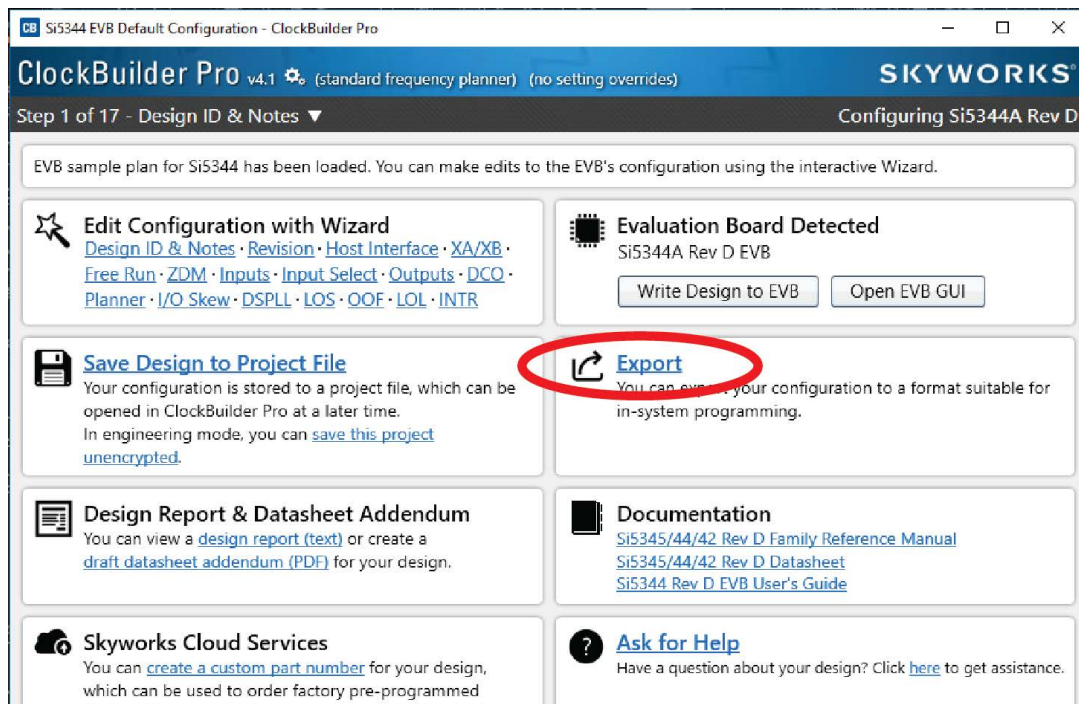 CB Si5344 EVB Default Configuration - ClockBuilder Pro
ClockBuilder Pro v4.1 (standard frequency planner) (no setting overrides)
SKYWORKS®
Step 1 of 17 - Design ID & Notes ▼
Configuring Si5344A Rev D
EVB sample plan for Si5344 has been loaded. You can make edits to the EVB's configuration using the interactive Wizard.
Edit Configuration with Wizard
Design ID & Notes · Revision · Host Interface · XA/XB ·
Free Run · ZDM · Inputs · Input Select · Outputs · DCO ·
Planner · I/O Skew · DSPLL · LOS · OOF · LOL · INTR
Evaluation Board Detected
Si5344A Rev D EVB
Write Design to EVB
Open EVB GUI
Save Design to Project File
Your configuration is stored to a project file, which can be
opened in ClockBuilder Pro at a later time.
In engineering mode, you can save this project
unencrypted.
Export
You can export your configuration to a format suitable for
in-system programming.
Design Report & Datasheet Addendum
You can view a design report (text) or create a
draft datasheet addendum (PDF) for your design.
Documentation
Si5345/44/42 Rev D Family Reference Manual
Si5345/44/42 Rev D Datasheet
Si5344 Rev D EVB User's Guide
Skyworks Cloud Services
You can create a custom part number for your design,
which can be used to order factory pre-programmed
?
Ask for Help
Have a question about your design? Click here to get assistance.